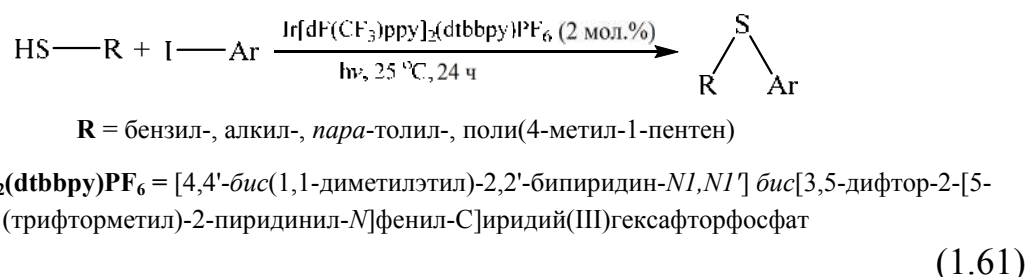 HS—R + I—Ar
Ir[dF(CF₃)ppy]₂(dtbbpy)PF₆ (2 мол.%)
hν, 25 °C, 24 ч
S
R Ar
R = бензил-, алкил-, пара-толил-, поли(4-метил-1-пентен)
₂(dtbbpy)PF₆ = [4,4'-бис(1,1-диметилэтил)-2,2'-бипиридин-N1,N1'] бис[3,5-дифтор-2-[5-
(трифторметил)-2-пиридинил-N]фенил-C]иридий(III)гексафторфосфат
(1.61)